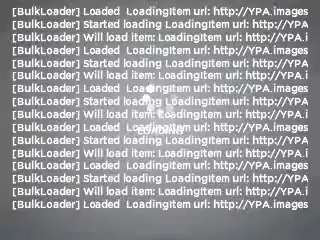 [BulkLoader] Loaded  LoadingItem url: http://YPA.images
[BulkLoader] Started loading LoadingItem url: http://YPA
[BulkLoader] Will load item: LoadingItem url: http://YPA.i
[BulkLoader] Loaded  LoadingItem url: http://YPA.images
[BulkLoader] Started loading LoadingItem url: http://YPA
[BulkLoader] Will load item: LoadingItem url: http://YPA.i
[BulkLoader] Loaded  LoadingItem url: http://YPA.images
[BulkLoader] Started loading LoadingItem url: http://YPA
[BulkLoader] Will load item: LoadingItem url: http://YPA.i
[BulkLoader] Loaded  LoadingItem url: http://YPA.images
LOADING
[BulkLoader] Started loading LoadingItem url: http://YPA
[BulkLoader] Will load item: LoadingItem url: http://YPA.i
[BulkLoader] Loaded  LoadingItem url: http://YPA.images
[BulkLoader] Started loading LoadingItem url: http://YPA
[BulkLoader] Will load item: LoadingItem url: http://YPA.i
[BulkLoader] Loaded  LoadingItem url: http://YPA.images